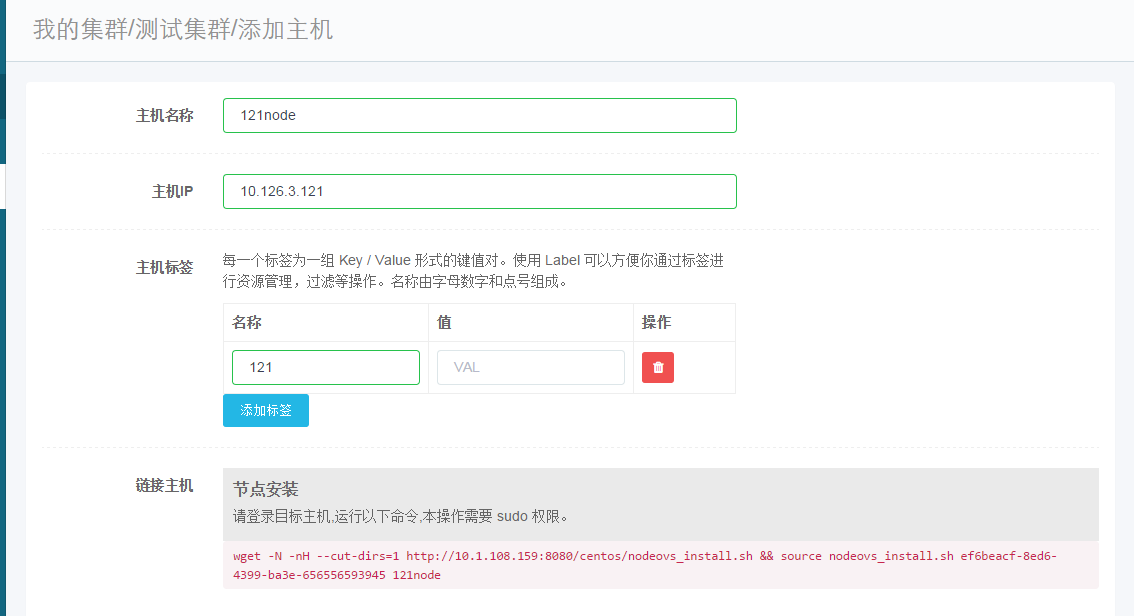 我的集群/测试集群/添加主机
主机名称
121node
主机IP
10.126.3.121
主机标签
每一个标签为一组 Key / Value 形式的键值对。使用 Label 可以方便你通过标签进
行资源管理，过滤等操作。名称由字母数字和点号组成。
名称 值 操作
121 VAL
添加标签
链接主机
节点安装
请登录目标主机,运行以下命令,本操作需要 sudo 权限。
wget -N -nH --cut-dirs=1 http://10.1.108.159:8080/centos/nodeovs_install.sh && source nodeovs_install.sh ef6beacf-8ed6-
4399-ba3e-656556593945 121node